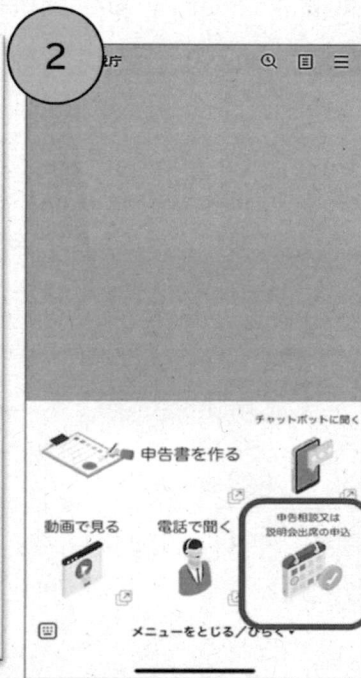 2
庁
チャットボットに聞く
申告書を作る
動画で見る
電話で聞く
申告相談又は
説明会出席の申込
メニューをとじる/ひらく